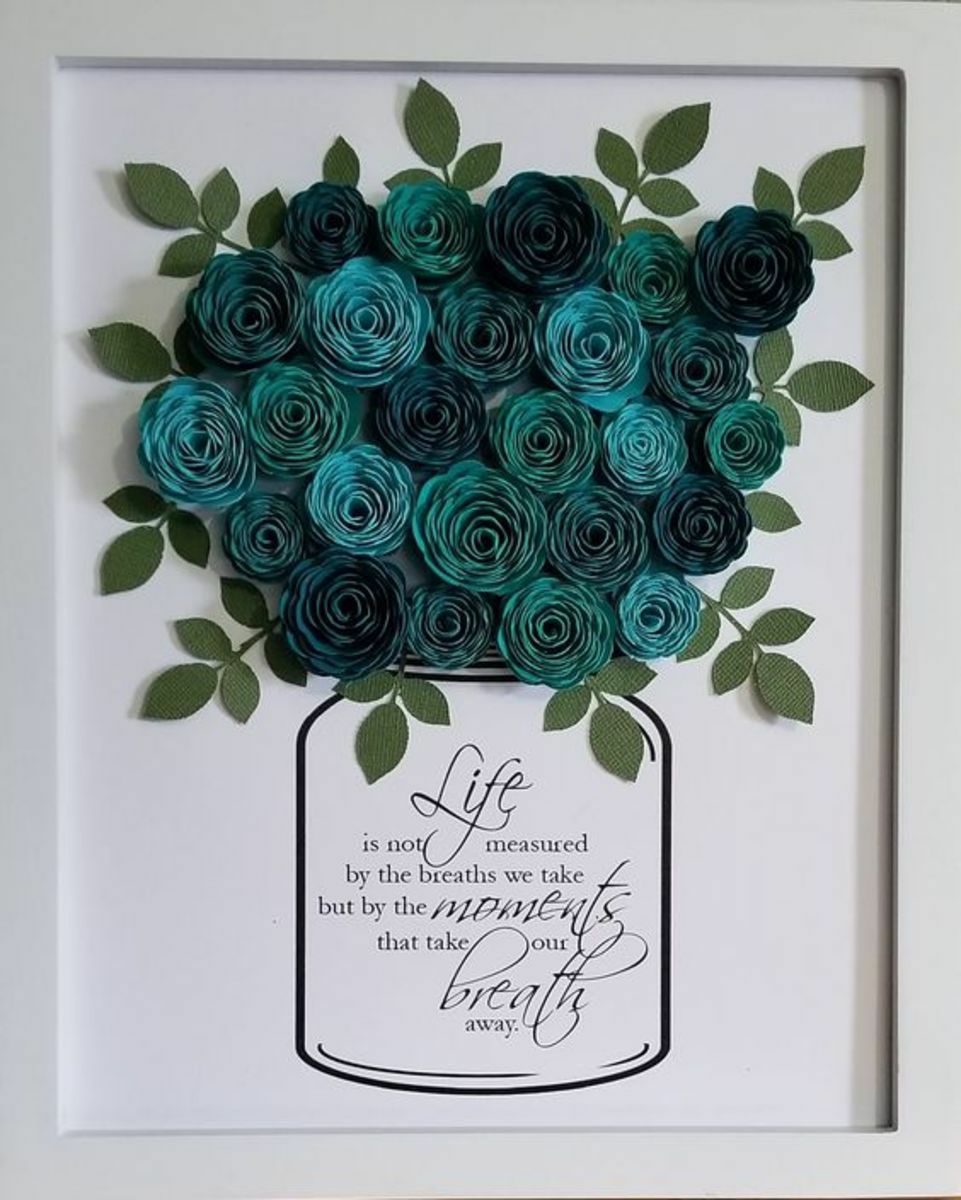 Life
is not measured
by the breaths we take
but by the moments
that take our
breath
away.